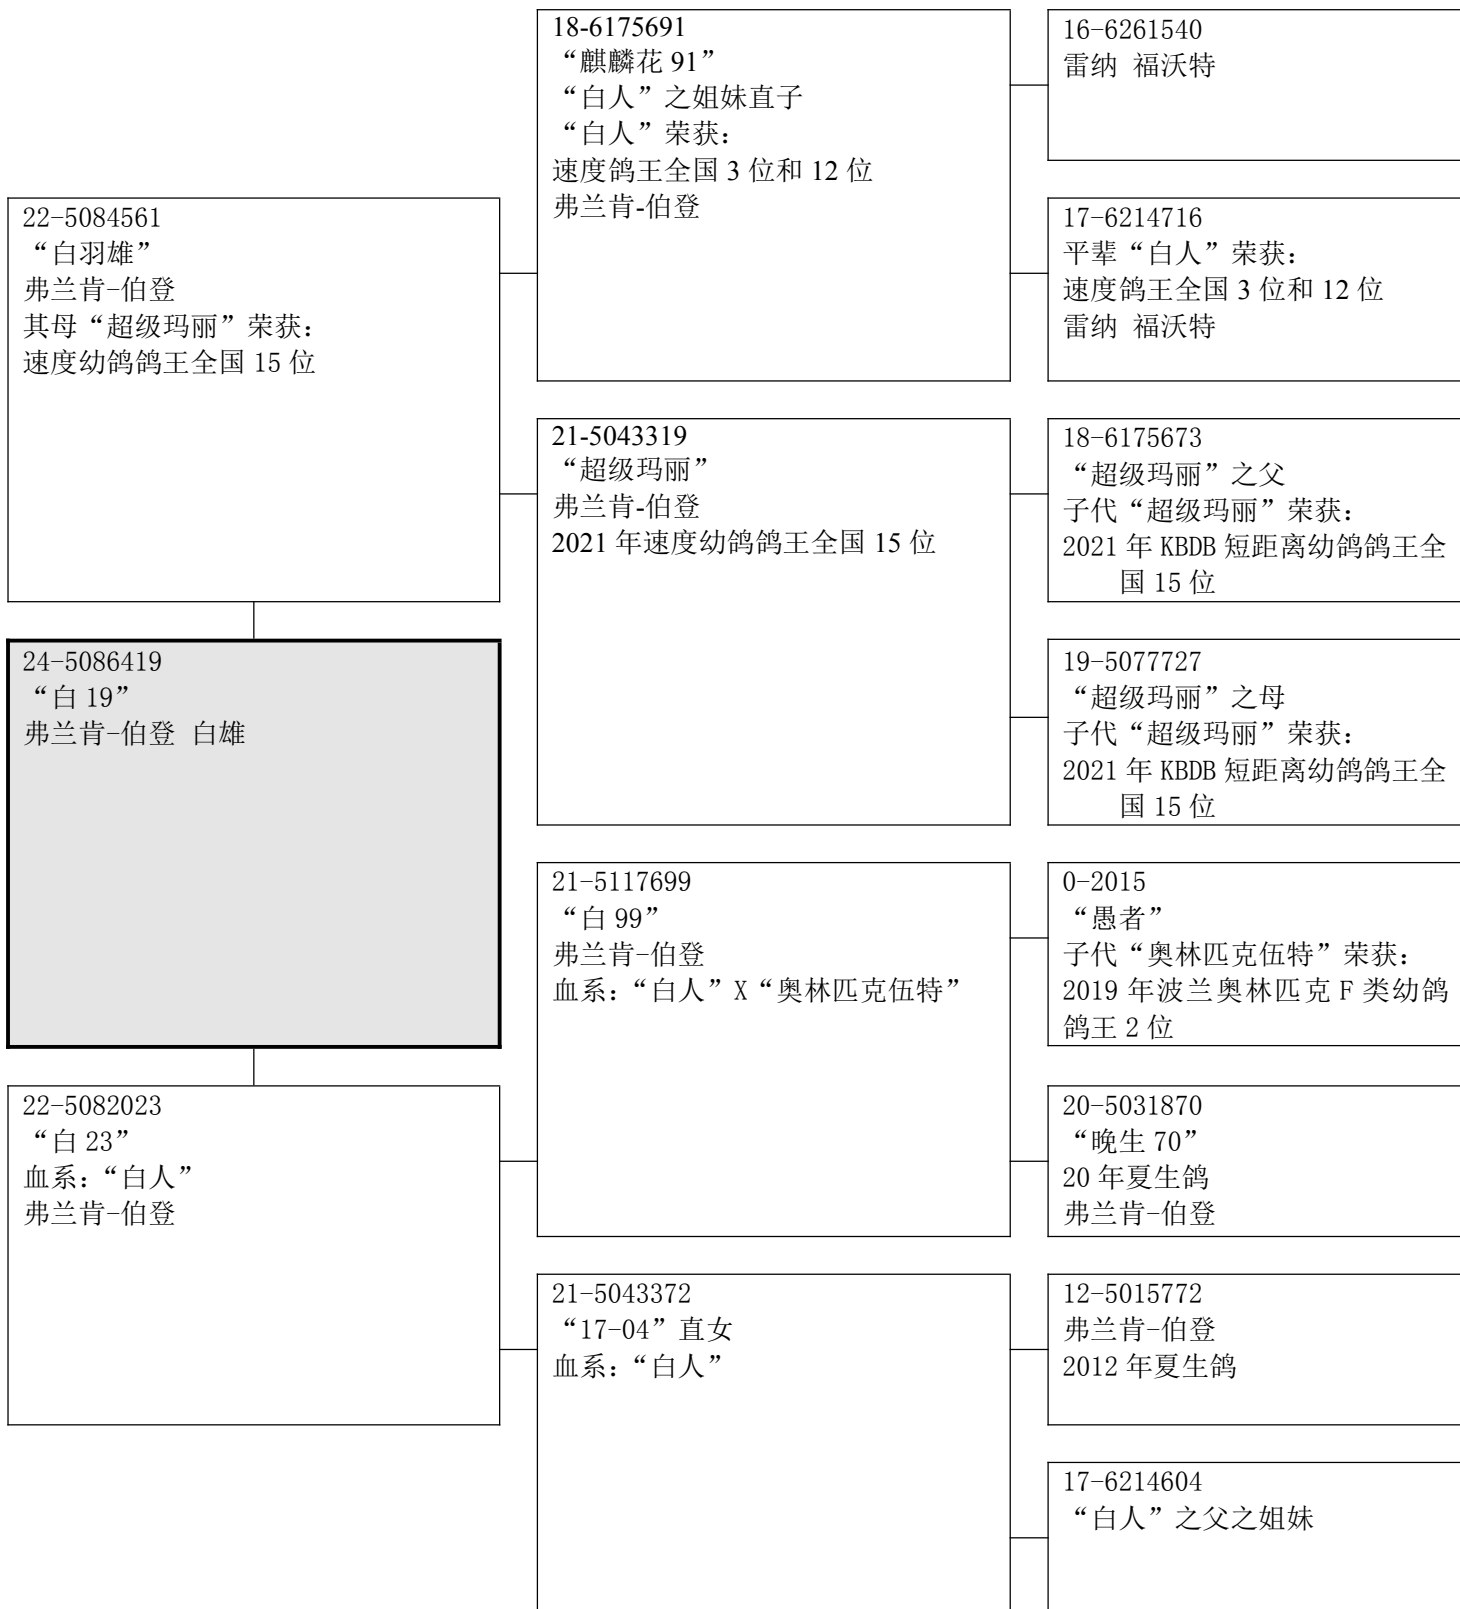 22-5084561
“白羽雄”
弗兰肯-伯登
其母“超级玛丽”荣获：
速度幼鸽鸽王全国 15 位
24-5086419
“白 19”
弗兰肯-伯登 白雄
22-5082023
“白 23”
血系：“白人”
弗兰肯-伯登
18-6175691
“麒麟花 91”
“白人”之姐妹直子
“白人”荣获：
速度鸽王全国 3 位和 12 位
弗兰肯-伯登
21-5043319
“超级玛丽”
弗兰肯-伯登
2021 年速度幼鸽鸽王全国 15 位
21-5117699
“白 99”
弗兰肯-伯登
血系：“白人”X“奥林匹克伍特”
21-5043372
“17-04”直女
血系：“白人”
16-6261540
雷纳 福沃特
17-6214716
平辈“白人”荣获：
速度鸽王全国 3 位和 12 位
雷纳 福沃特
18-6175673
“超级玛丽”之父
子代“超级玛丽”荣获：
2021 年 KBDB 短距离幼鸽鸽王全
国 15 位
19-5077727
“超级玛丽”之母
子代“超级玛丽”荣获：
2021 年 KBDB 短距离幼鸽鸽王全
国 15 位
0-2015
“愚者”
子代“奥林匹克伍特”荣获：
2019 年波兰奥林匹克 F 类幼鸽
鸽王 2 位
20-5031870
“晚生 70”
20 年夏生鸽
弗兰肯-伯登
12-5015772
弗兰肯-伯登
2012 年夏生鸽
17-6214604
“白人”之父之姐妹